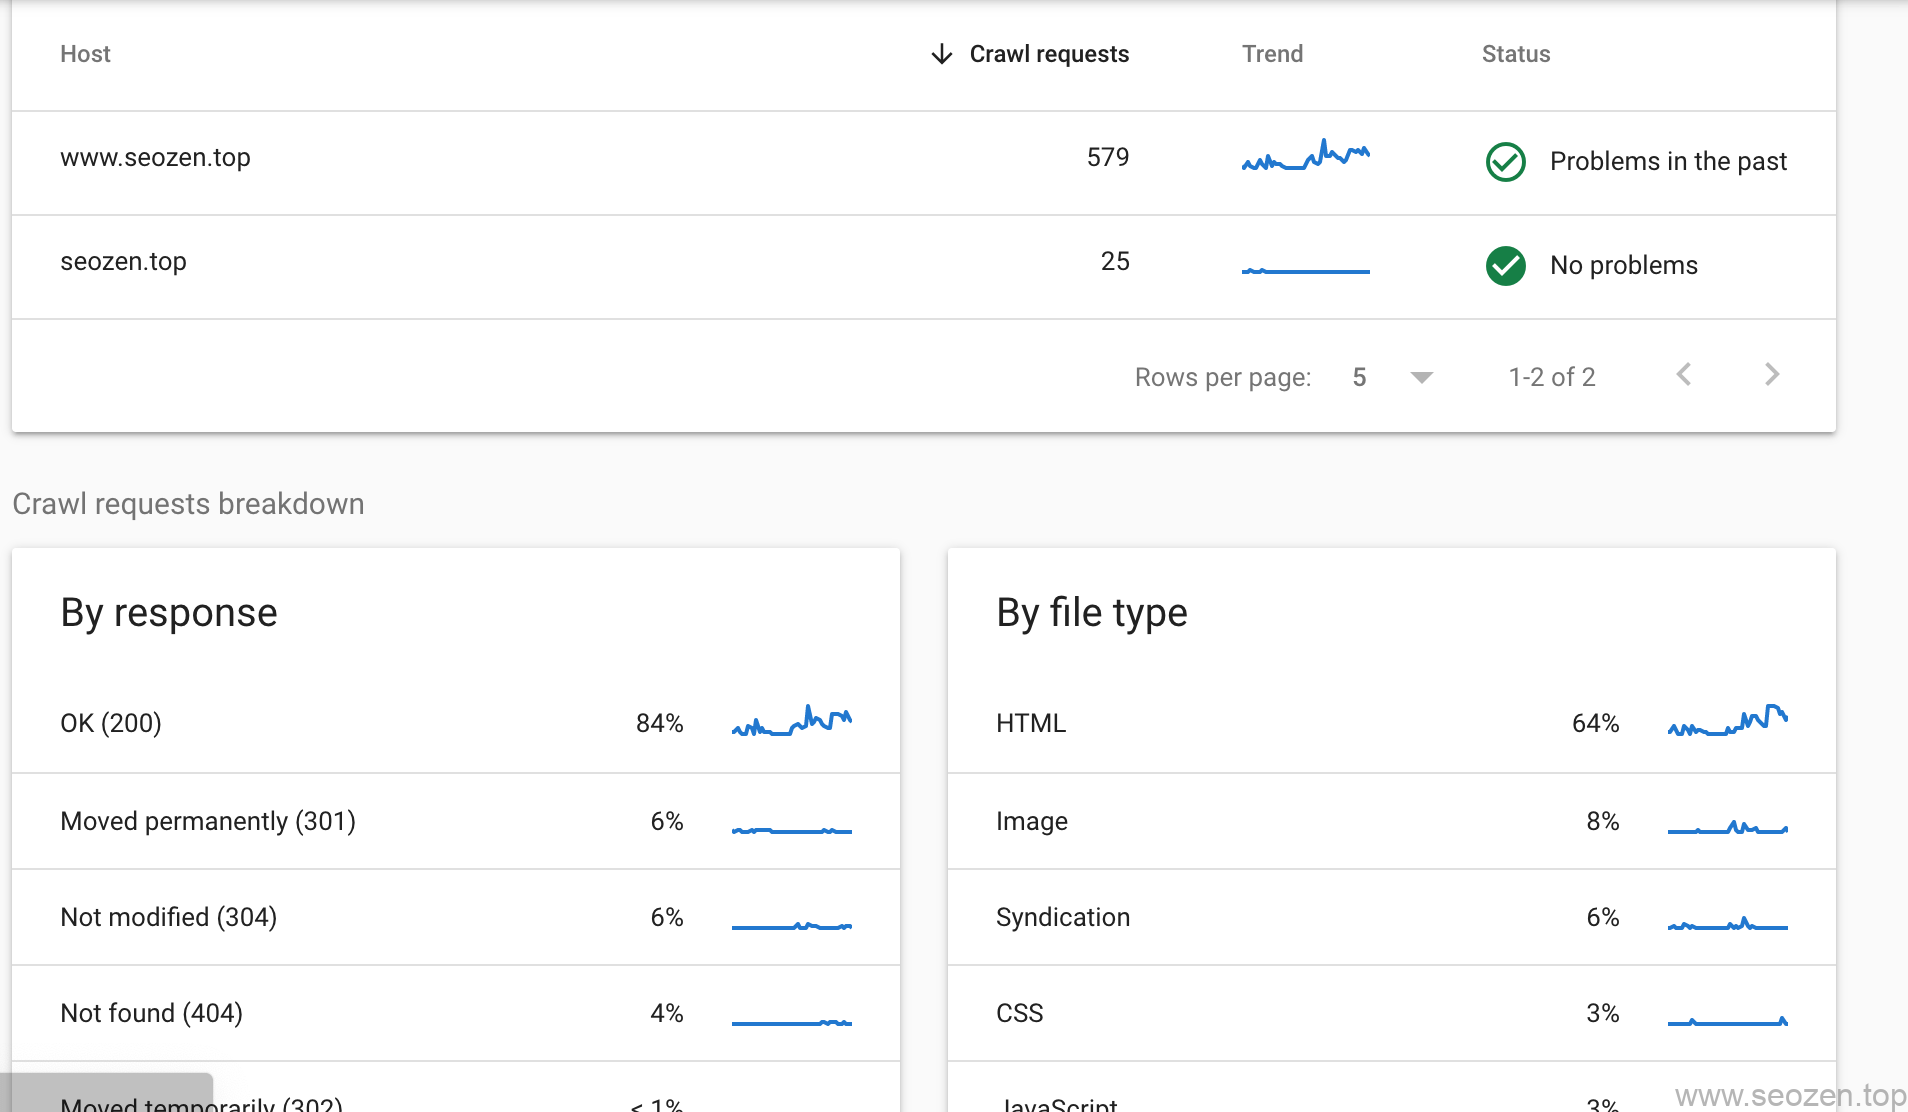 Host Crawl requests Trend Status
www.seozen.top 579 Problems in the past
seozen.top 25 No problems
Rows per page: 5 1-2 of 2
Crawl requests breakdown
By response
OK (200) 84%
Moved permanently (301) 6%
Not modified (304) 6%
Not found (404) 4%
Moved temporarily (302) < 1%
By file type
HTML 64%
Image 8%
Syndication 6%
CSS 3%
JavaScript 3%
www.seozen.top